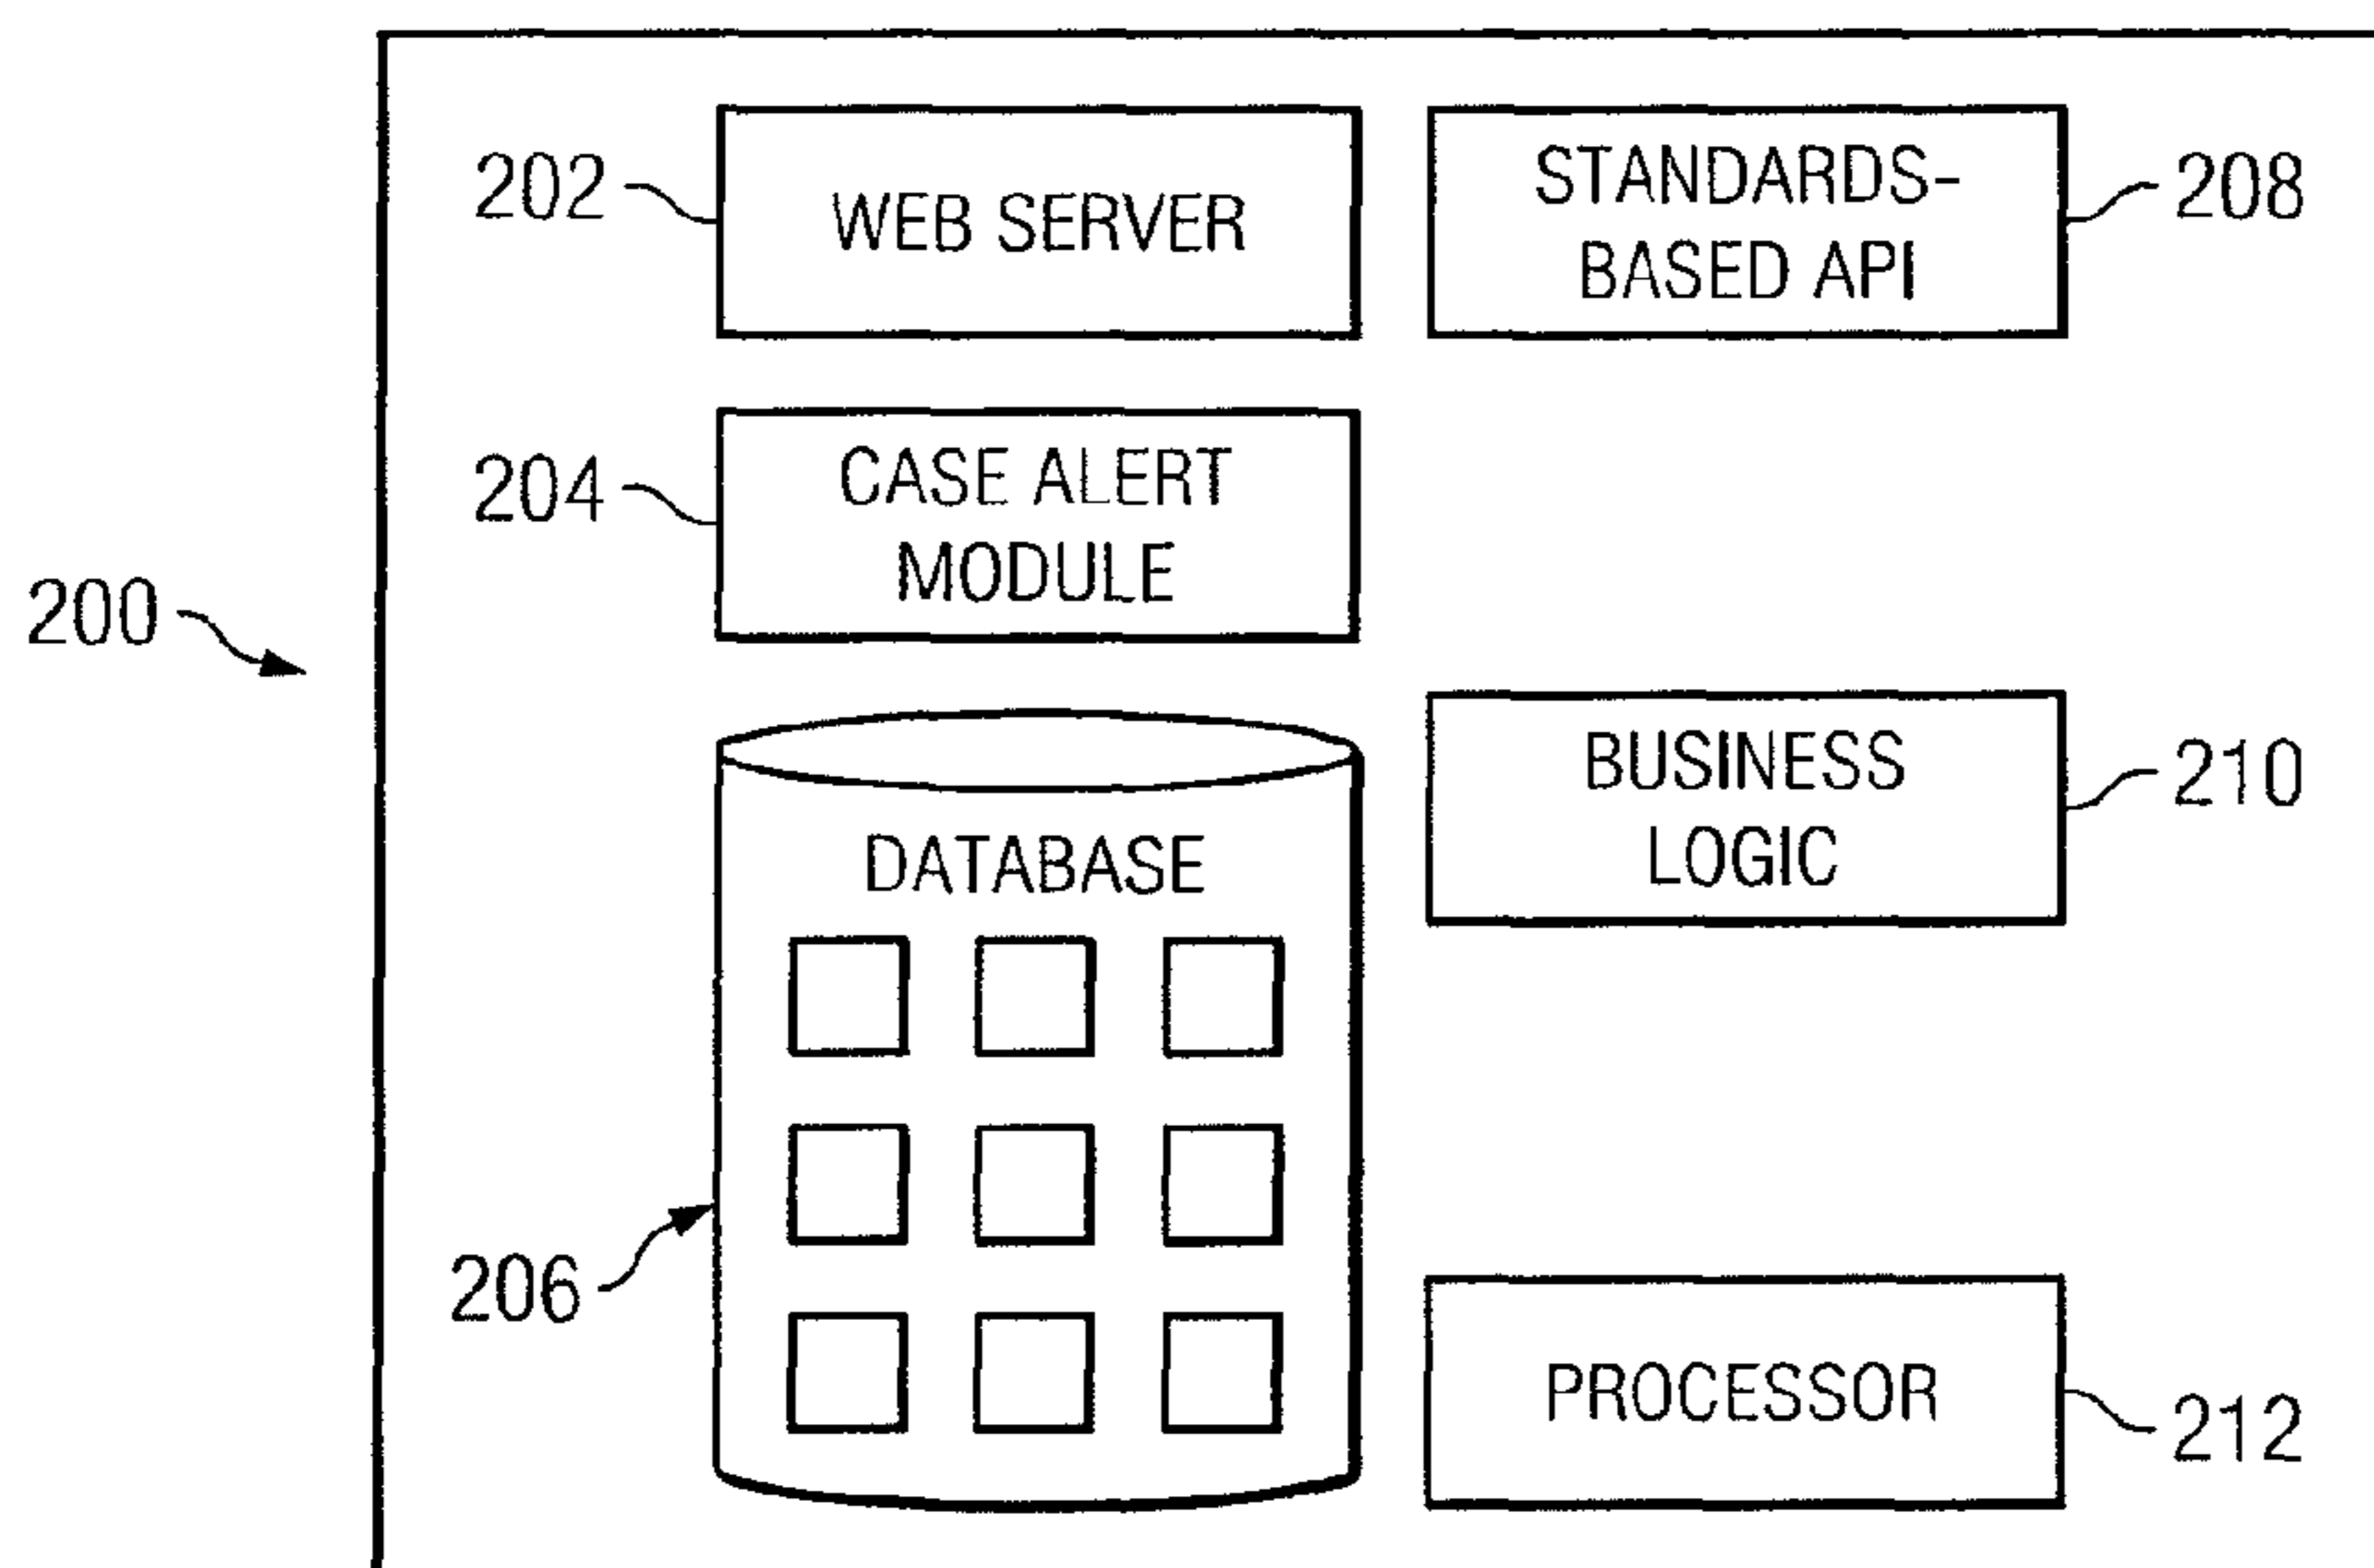 202
WEB SERVER
STANDARDS-
BASED API
208
204
CASE ALERT
MODULE
200
BUSINESS
LOGIC
210
DATABASE
206
PROCESSOR
212